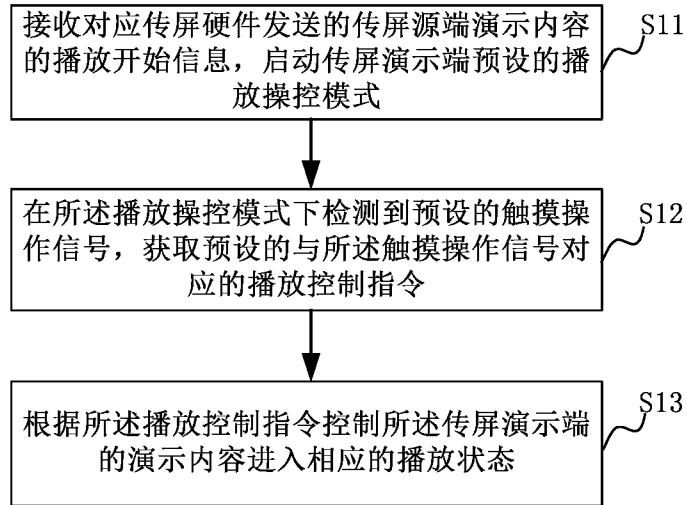 接收对应传屏硬件发送的传屏源端演示内容
的播放开始信息，启动传屏演示端预设的播
放操控模式
S11
在所述播放操控模式下检测到预设的触摸操
作信号，获取预设的与所述触摸操作信号对
应的播放控制指令
S12
根据所述播放控制指令控制所述传屏演示端
的演示内容进入相应的播放状态
S13